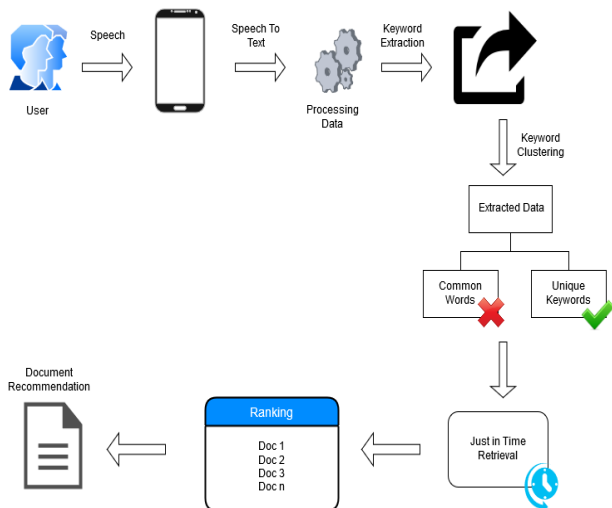 Speech
Speech To
Text
Keyword
Extraction
User
Processing
Data
Keyword
Clustering
Extracted Data
Common
Words
Unique
Keywords
Document
Recommendation
Ranking
Doc 1
Doc 2
Doc 3
Doc n
Just in Time
Retrieval